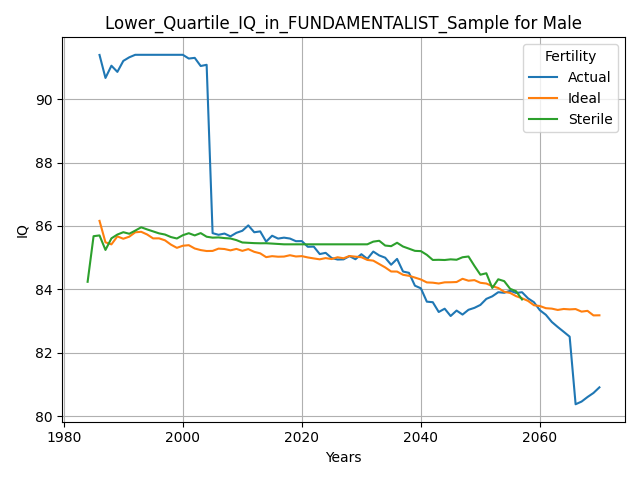 Lower_Quartile_IQ_in_FUNDAMENTALIST_Sample for Male
Fertility
Actual
Ideal
Sterile
IQ
90
88
86
84
82
80
1980 2000 2020 2040 2060
Years